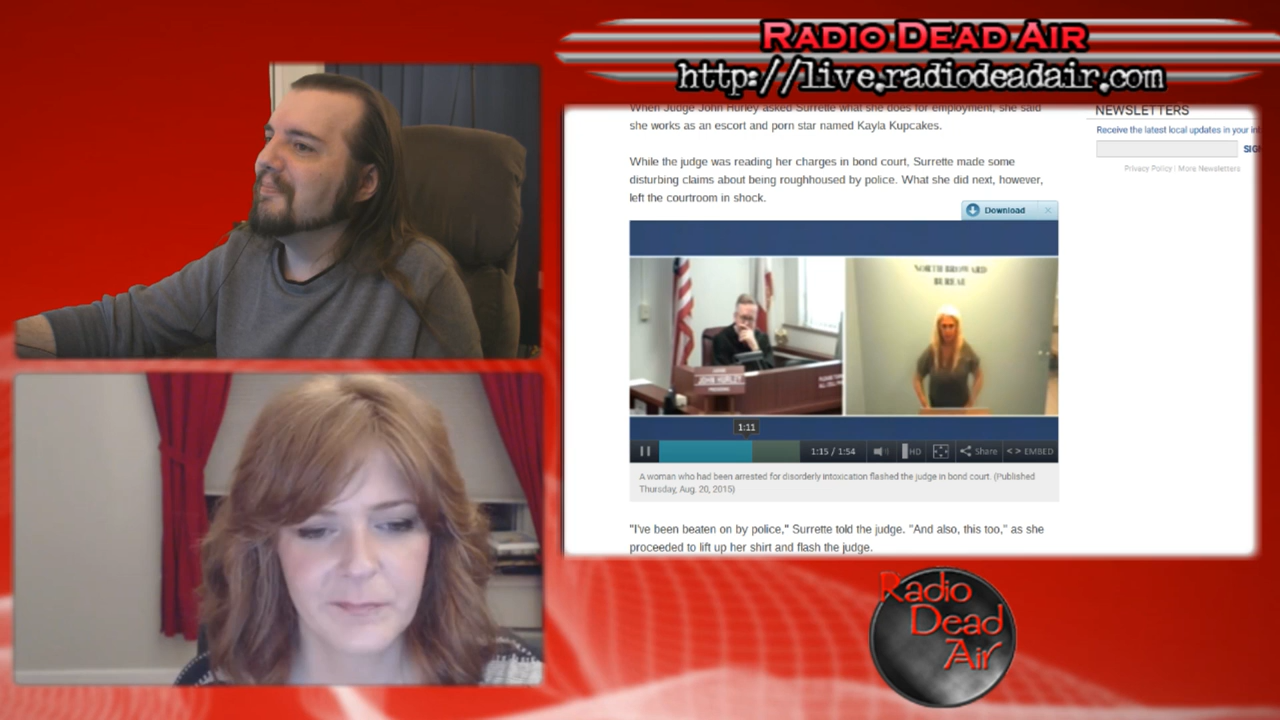 RADIO DEAD AIR
http://live.radiodeadair.com
When Judge John Hurley asked Surrette what she does for employment, she said
she works as an escort and porn star named Kayla Kupcakes.
While the judge was reading her charges in bond court, Surrette made some
disturbing claims about being roughhoused by police. What she did next, however,
left the courtroom in shock.
NEWSLETTERS
Receive the latest local updates in your in
SIG
Privacy Policy | More Newsletters
Download
NORTH BROWARD
BUREAU
JOHN HURLEY
1:11
1:15 / 1:54
HD
Share
<> EMBED
A woman who had been arrested for disorderly intoxication flashed the judge in bond court. (Published
Thursday, Aug. 20, 2015)
"I've been beaten on by police," Surrette told the judge. "And also, this too," as she
proceeded to lift up her shirt and flash the judge.
Radio
Dead
Air